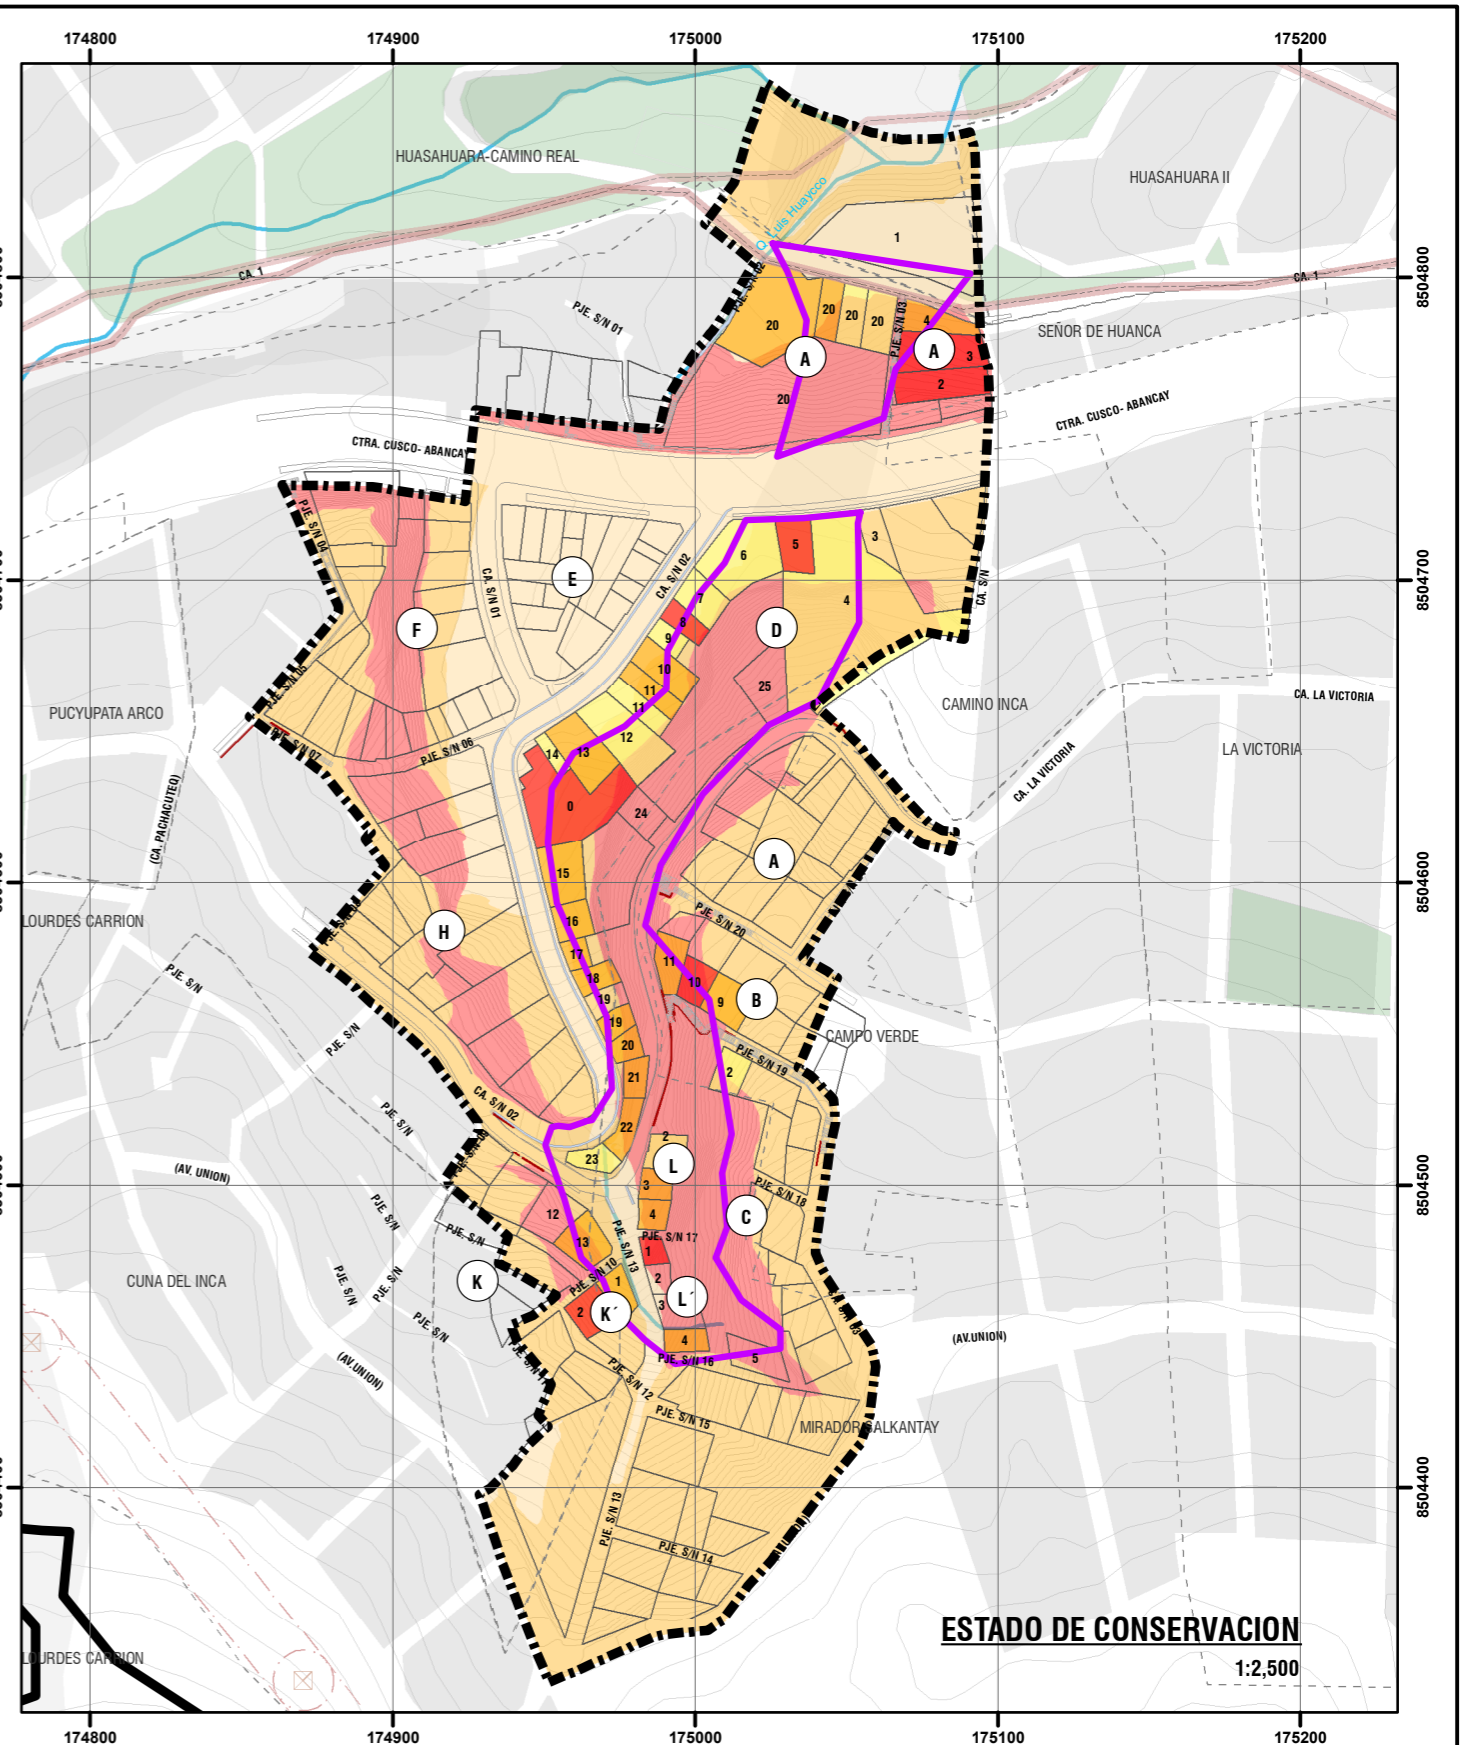 174800
174900
175000
175100
175200
HUASAHUARA-CAMINO REAL
HUASAHUARA II
Q. Luis Huaycco
1
CA. 1
CA. 1
8504800
PJE. S/N 02
PJE. S/N 01
20
20
20
20
PJE. S/N 03
4
SEÑOR DE HUANCA
A
A
3
2
20
CTRA. CUSCO- ABANCAY
CTRA. CUSCO- ABANCAY
PJE. S/N 04
3
5
6
E
CA. S/N 02
CA. S/N 01
CA. S/N
8504700
7
4
F
8
D
9
10
11
25
PJE. S/N 05
11
CA. LA VICTORIA
PUCYUPATA ARCO
CAMINO INCA
12
PJE. S/N 07
PJE. S/N 06
14
13
LA VICTORIA
CA. LA VICTORIA
0
24
(CA. PACHACUTEC)
A
15
8504600
LOURDES CARRION
16
PJE. S/N 20
H
17
11
PJE. S/N
18
10
19
9
B
19
PJE. S/N
20
CAMPO VERDE
PJE. S/N 19
2
21
CA. S/N 02
PJE. S/N
22
2
23
L
(AV. UNION)
PJE. S/N 18
3
8504500
PJE. S/N
12
4
C
PJE. S/N
13
PJE. S/N 13
PJE. S/N 17
1
CUNA DEL INCA
K
PJE. S/N
PJE. S/N
PJE. S/N 10
1
2
L´
3
2
K´
PJE. S/N
4
(AV.UNION)
PJE. S/N 16
5
(AV.UNION)
PJE. S/N 12
PJE. S/N 15
MIRADOR SALKANTAY
8504400
PJE. S/N 13
PJE. S/N 14
ESTADO DE CONSERVACION
LOURDES CARRION
1:2,500
174800
174900
175000
175100
175200